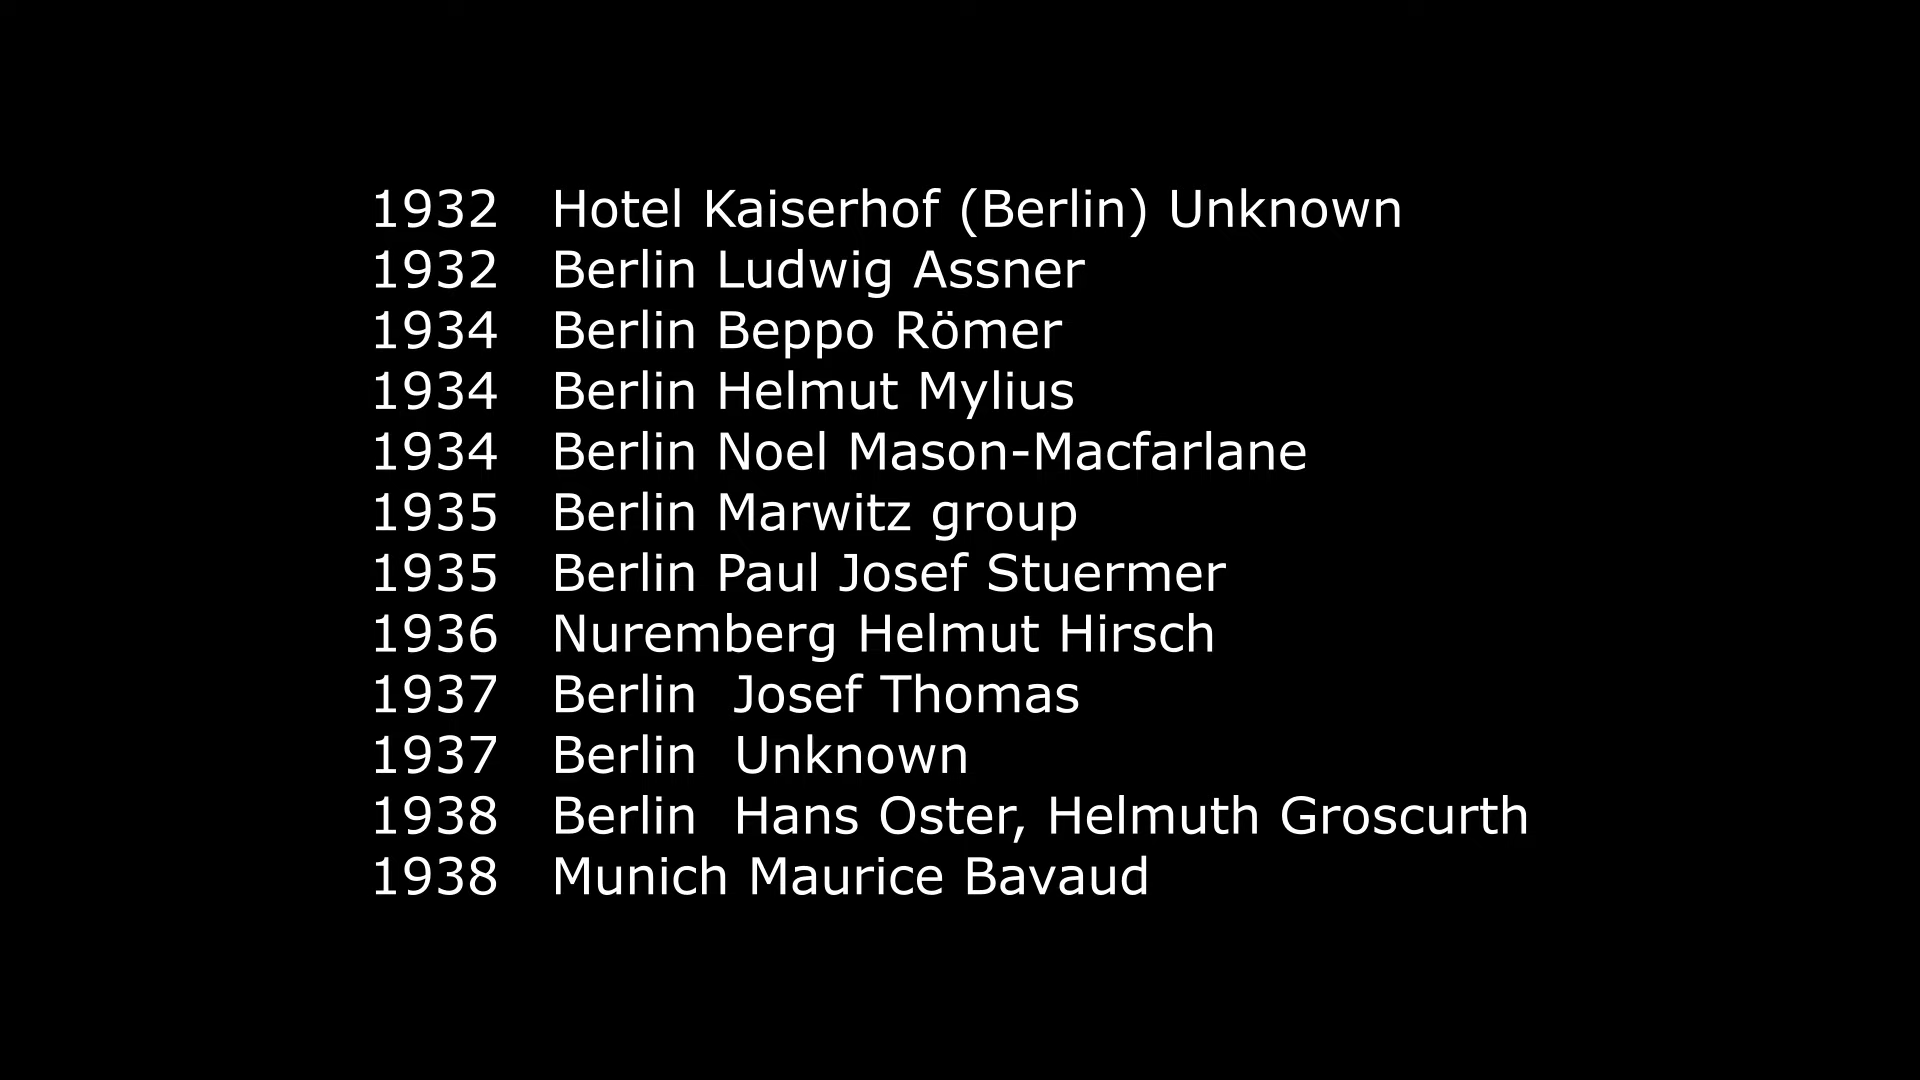 1932 Hotel Kaiserhof (Berlin) Unknown
1932 Berlin Ludwig Assner
1934 Berlin Beppo Römer
1934 Berlin Helmut Mylius
1934 Berlin Noel Mason-Macfarlane
1935 Berlin Marwitz group
1935 Berlin Paul Josef Stuermer
1936 Nuremberg Helmut Hirsch
1937 Berlin Josef Thomas
1937 Berlin Unknown
1938 Berlin Hans Oster, Helmuth Groscurth
1938 Munich Maurice Bavaud